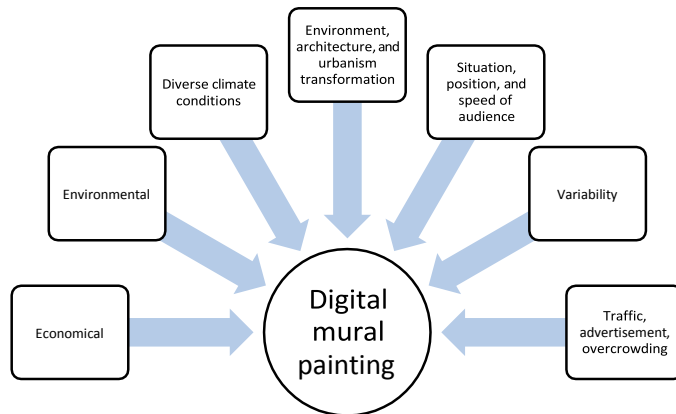 Environment,
architecture, and
urbanism
transformation
Diverse climate
conditions
Situation,
position, and
speed of
audience
Environmental
Variability
Economical
Digital
mural
painting
Traffic,
advertisement,
overcrowding